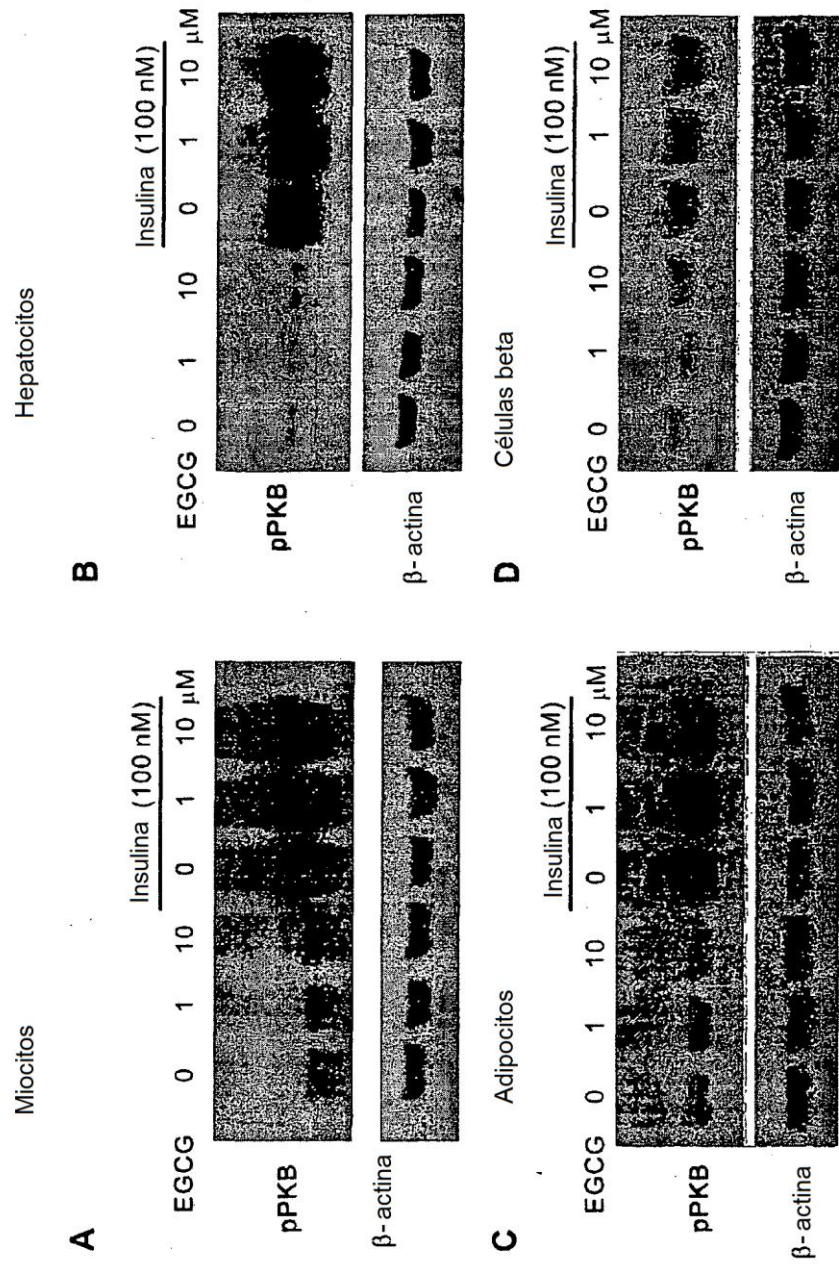 Miocitos
A
Insulina (100 nM)
EGCG 0 1 10 0 1 10 µM
pPKB
β- actina
Hepatocitos
B
Insulina (100 nM)
EGCG 0 1 10 0 1 10 µM
pPKB
β- actina
Adipocitos
C
Insulina (100 nM)
EGCG 0 1 10 0 1 10 µM
pPKB
β- actina
Células beta
D
Insulina (100 nM)
EGCG 0 1 10 0 1 10 µM
pPKB
β- actina